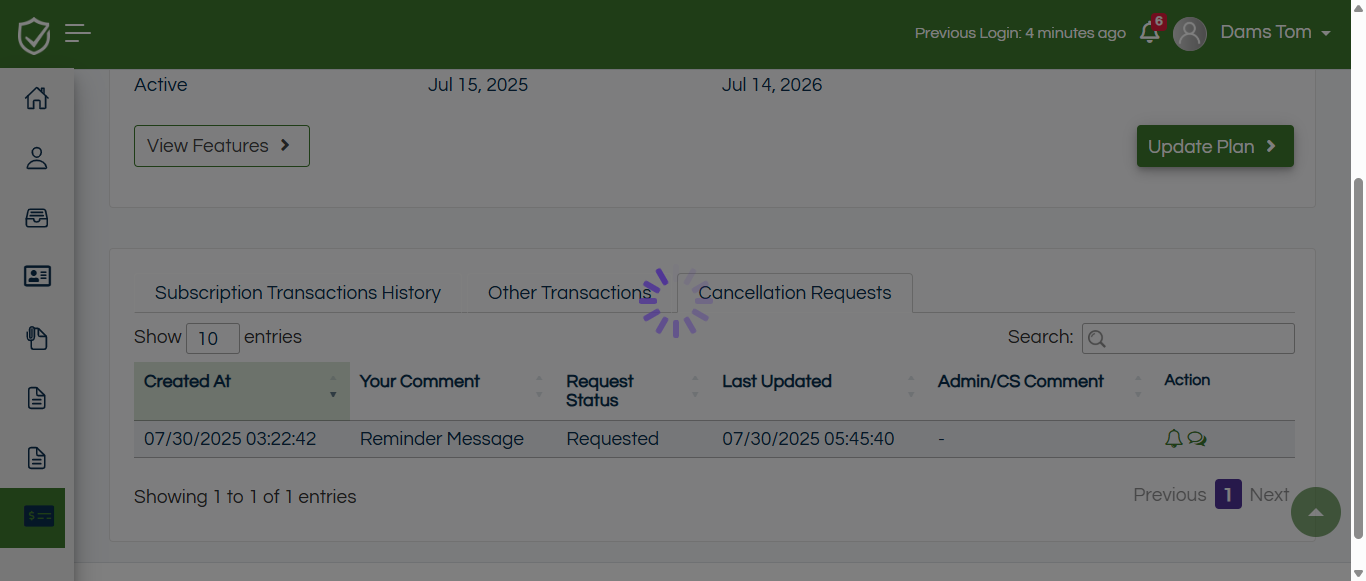 Previous Login: 4 minutes ago 6 Dams Tom
Active Jul 15, 2025 Jul 14, 2026
View Features Update Plan
Subscription Transactions History Other Transactions Cancellation Requests
Show 10 entries Search:
Created At Your Comment Request Status Last Updated Admin/CS Comment Action
07/30/2025 03:22:42 Reminder Message Requested 07/30/2025 05:45:40 -
Showing 1 to 1 of 1 entries Previous 1 Next